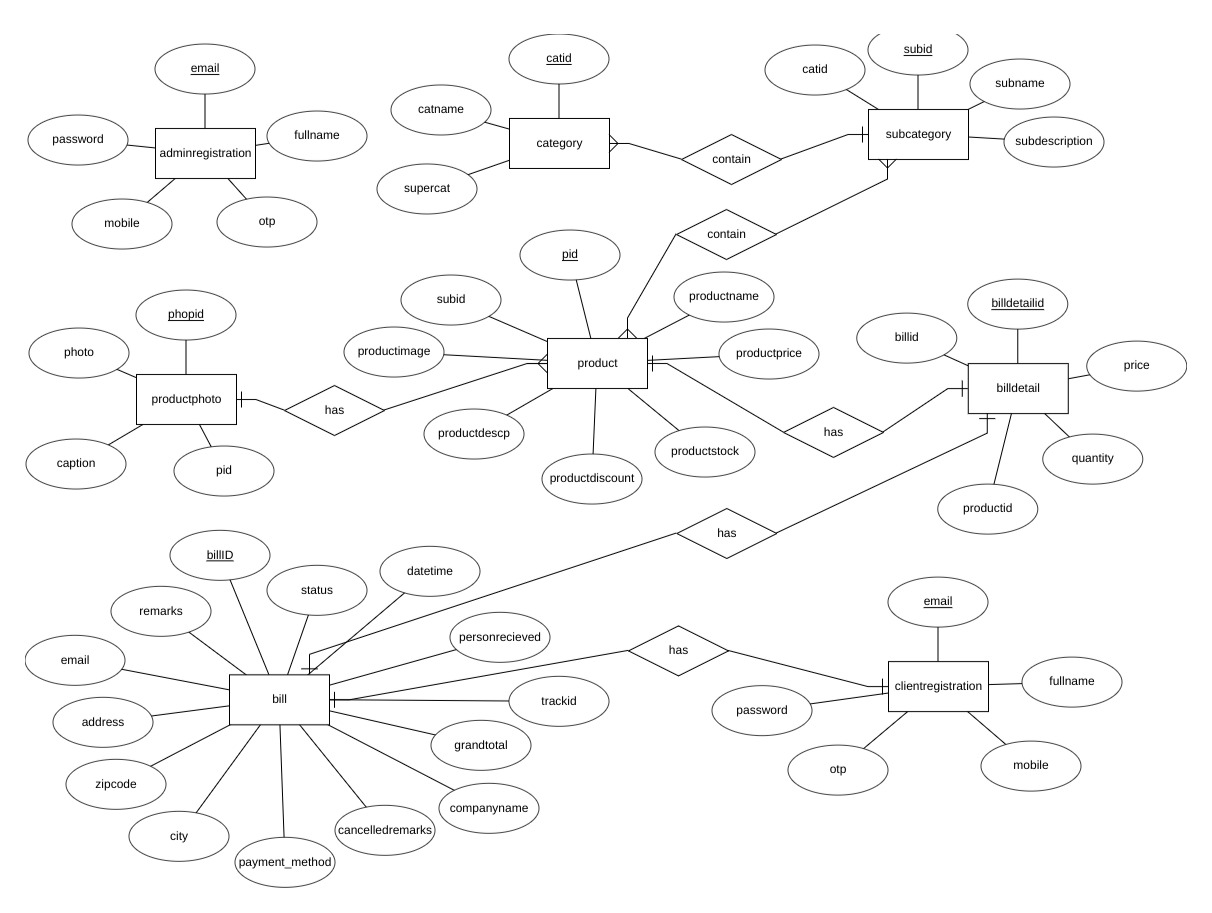 email
password
fullname
adminregistration
mobile
otp
catid
catname
category
supercat
contain
subid
catid
subname
subcategory
subdescription
contain
pid
subid
productname
productimage
product
productprice
productdescp
productdiscount
productstock
phopid
photo
productphoto
has
caption
pid
has
billdetailid
billid
price
billdetail
quantity
productid
has
billID
status
datetime
remarks
personrecieved
email
bill
has
trackid
address
grandtotal
zipcode
companyname
city
cancelledremarks
payment_method
email
fullname
clientregistration
password
otp
mobile